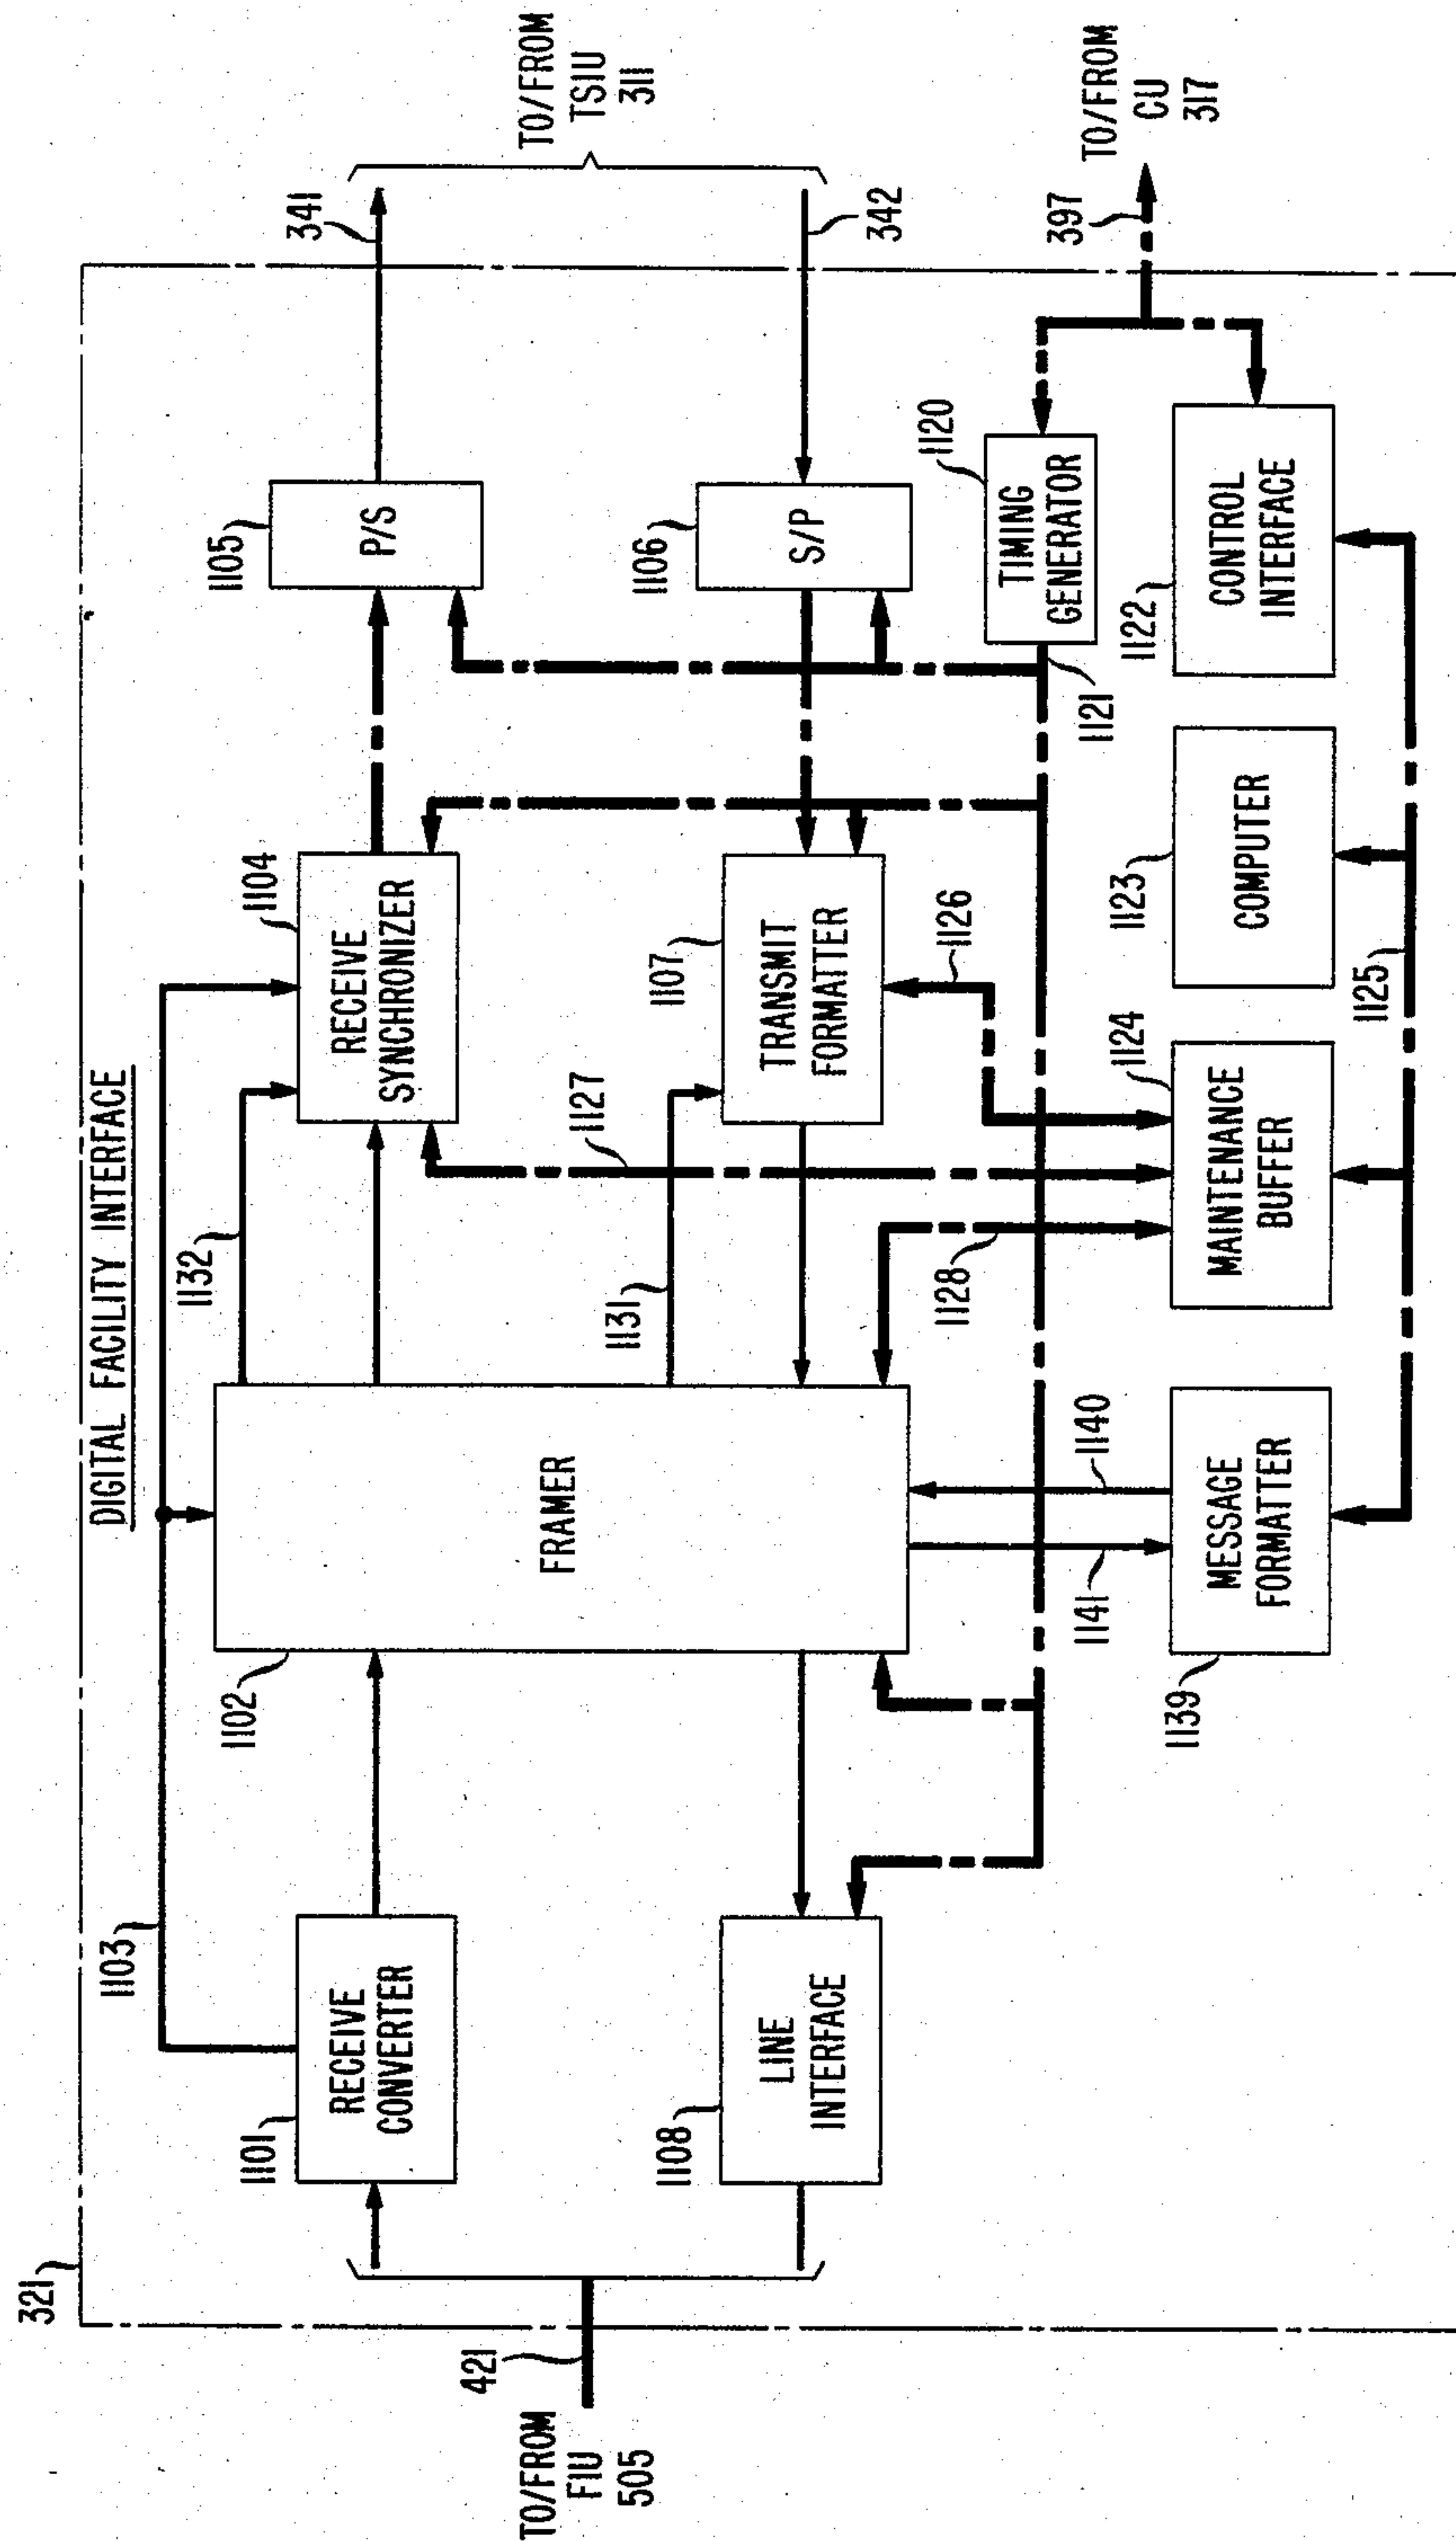 DIGITAL FACILITY INTERFACE
321
TO/FROM
FIU
505
421
1101
RECEIVE
CONVERTER
1103
1102
FRAMER
1132
1104
RECEIVE
SYNCHRONIZER
1105
P/S
341
TO/FROM
TSIU
311
1108
LINE
INTERFACE
1131
1127
1107
TRANSMIT
FORMATTER
1106
S/P
342
1128
1126
1121
1120
TIMING
GENERATOR
397
TO/FROM
CU
317
1141
1140
1139
MESSAGE
FORMATTER
1124
MAINTENANCE
BUFFER
1123
COMPUTER
1122
CONTROL
INTERFACE
1125